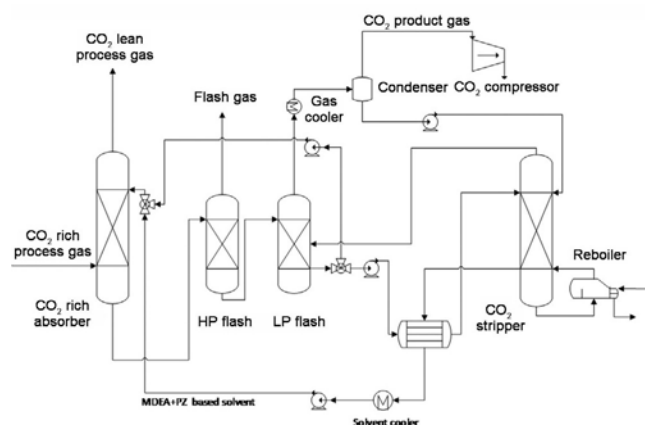 CO₂ product gas
CO₂ lean
process gas
Flash gas
Gas
cooler
Condenser
CO₂ compressor
CO₂ rich
process gas
Reboiler
CO₂ rich
absorber
HP flash
LP flash
CO₂
stripper
MDEA+PZ based solvent
Solvent cooler